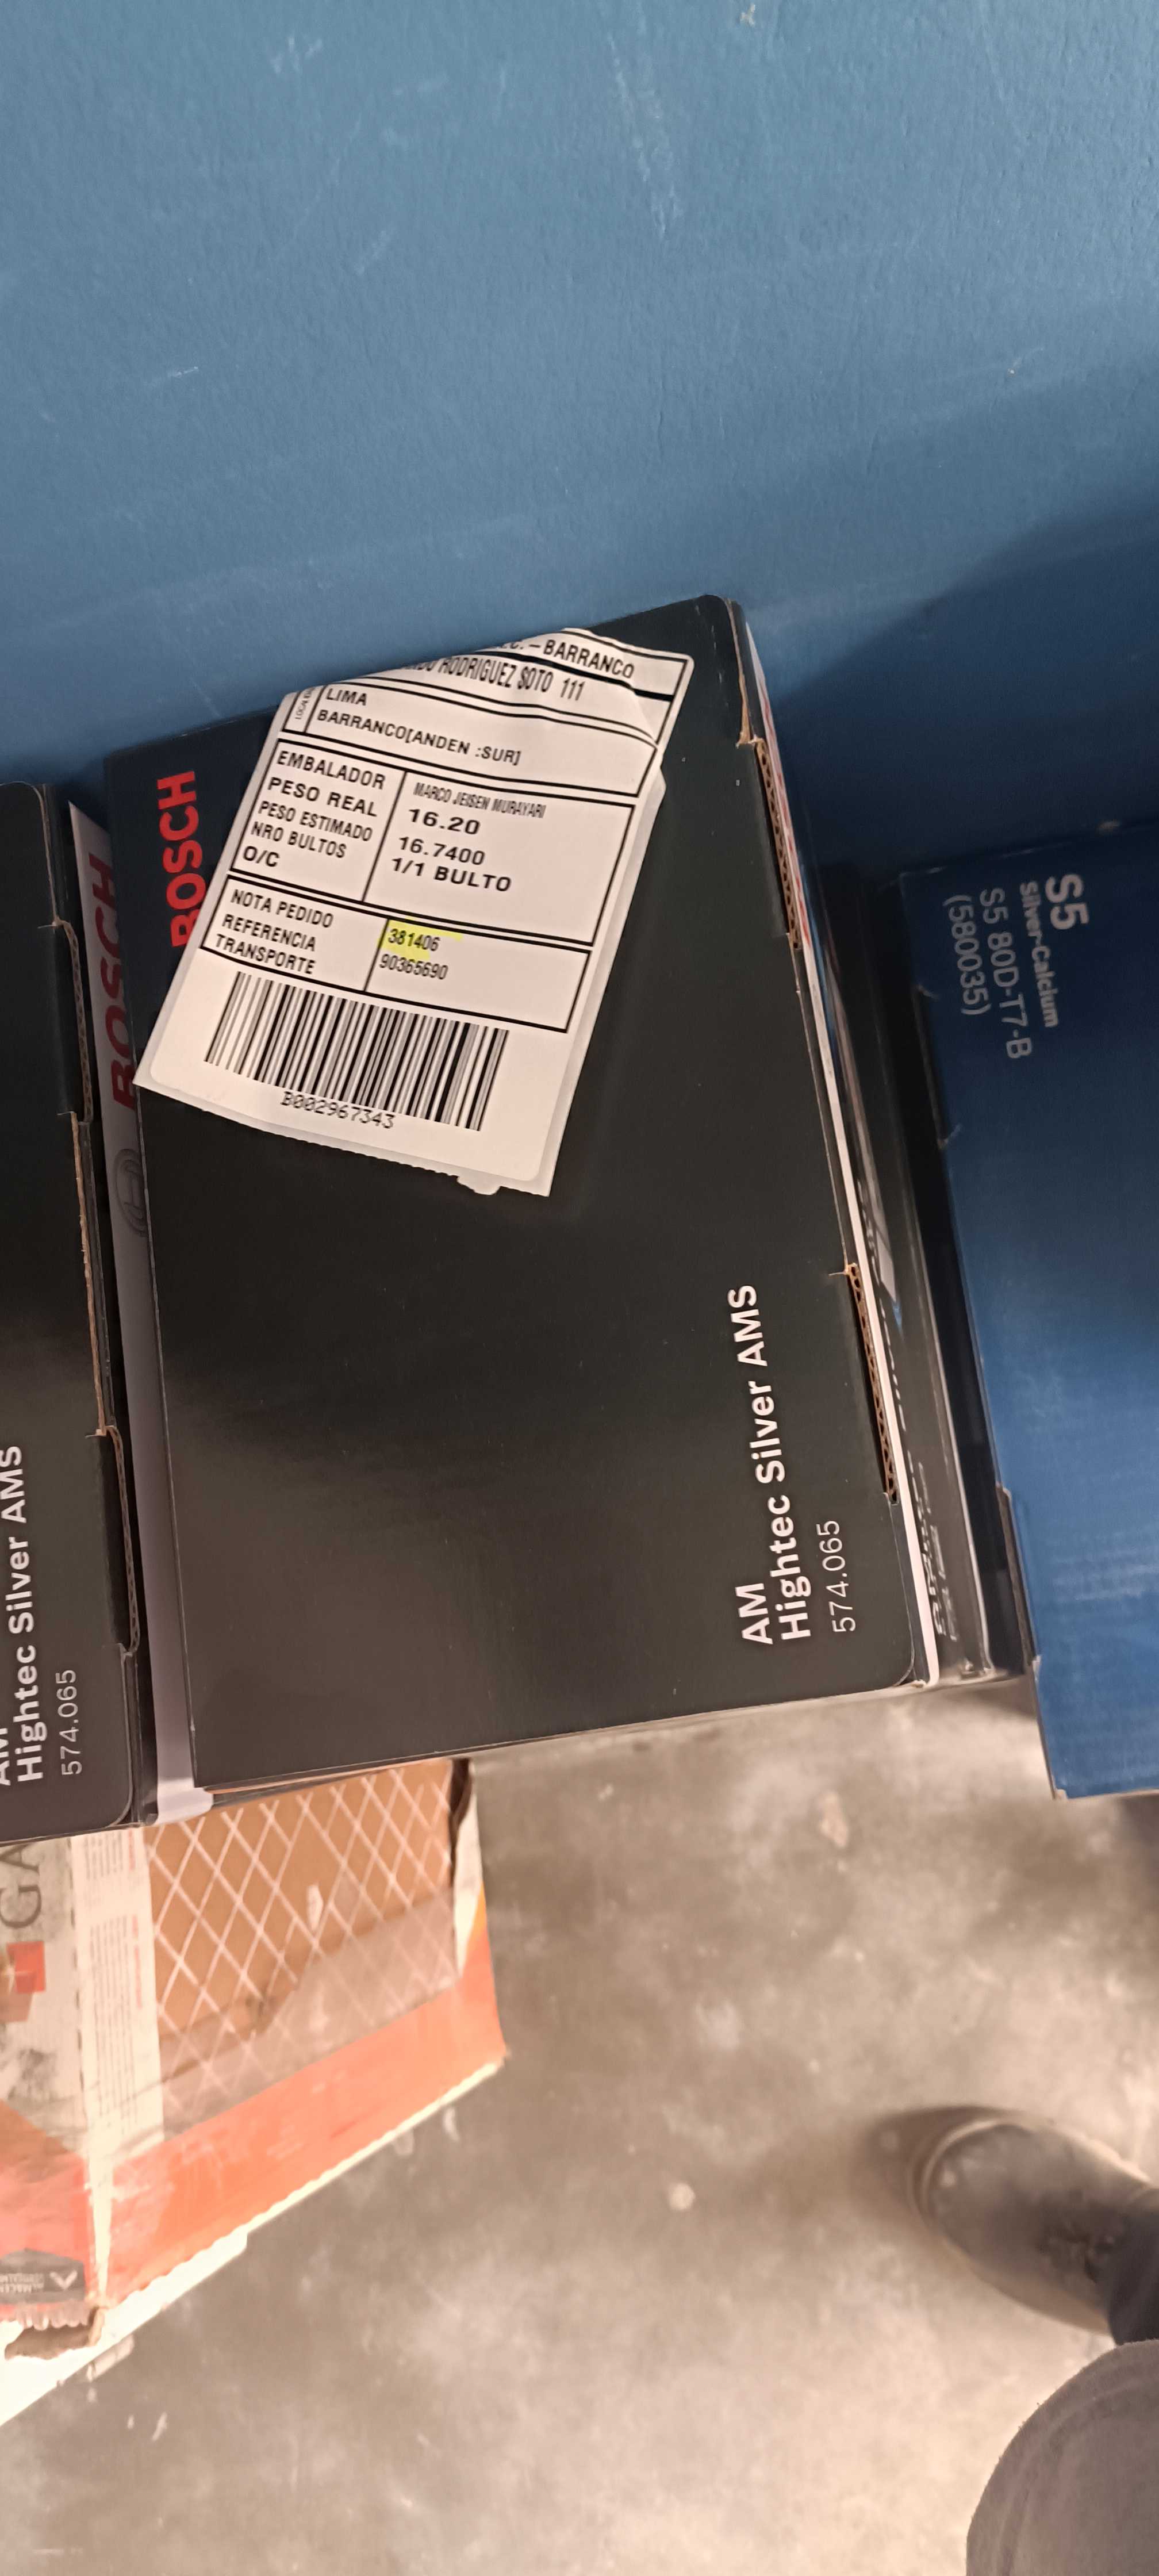 C. - BARRANCO
RODRIGUEZ SOTO 111
LIMA
BARRANCO[ANDEN :SUR]
EMBALADOR MARCO JEISEN MURAYARI
PESO REAL 16.20
PESO ESTIMADO 16.7400
NRO BULTOS 1/1 BULTO
O/C
NOTA PEDIDO 381406
REFERENCIA 90365690
TRANSPORTE
B002967343
BOSCH
AM
Hightec Silver AMS
574.065
BOSCH
AM
Hightec Silver AMS
574.065
S5
Silver-Calcium
S5 80D-T7-B
(580035)
GA